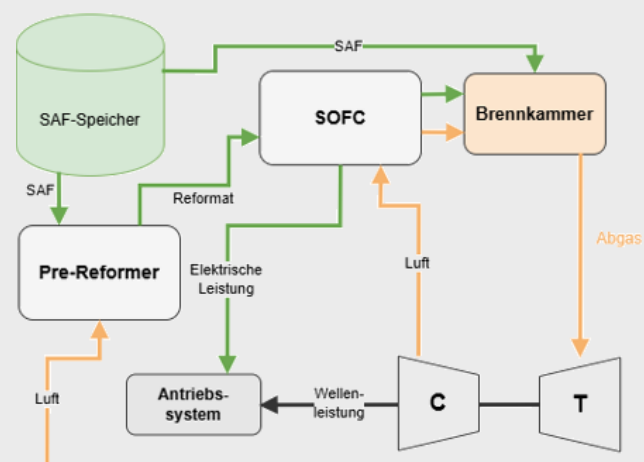 SAF
SAF-Speicher
SOFC
Brennkammer
SAF
Reformat
Pre-Reformer
Elektrische
Leistung
Luft
Abgas
Luft
Antriebs-
system
Wellen-
leistung
C
T